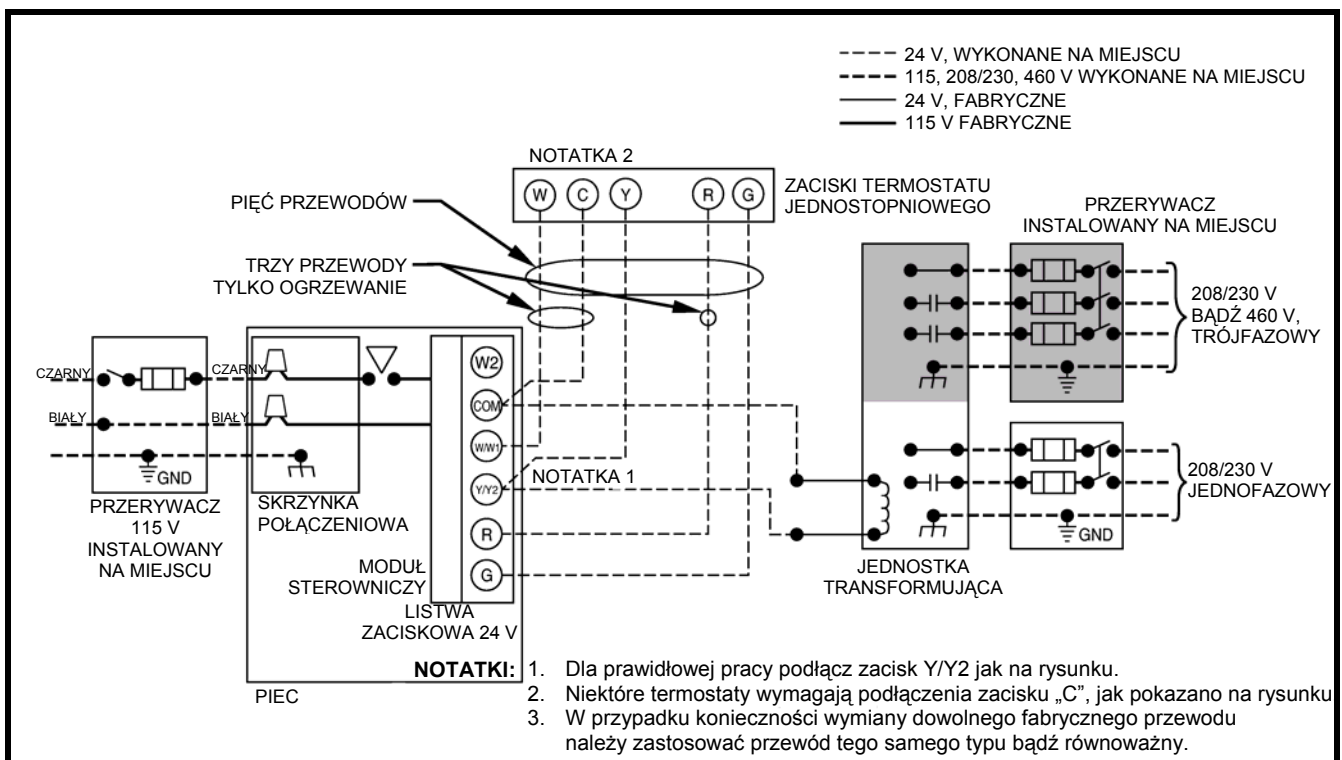 24 V, WYKONANE NA MIEJSCU
115, 208/230, 460 V WYKONANE NA MIEJSCU
24 V, FABRYCZNE
115 V FABRYCZNE
NOTATKA 2
W C Y R G
ZACISKI TERMOSTATU
JEDNOSTOPNIOWEGO
PIĘĆ PRZEWODÓW
TRZY PRZEWODY
TYLKO OGRZEWANIE
PRZERYWACZ
INSTALOWANY NA MIEJSCU
208/230 V
BĄDŹ 460 V,
TRÓJFAZOWY
CZARNY
CZARNY
BIAŁY
BIAŁY
GND
PRZERYWACZ
115 V
INSTALOWANY
NA MIEJSCU
SKRZYNKA
POŁĄCZENIOWA
W2
COM
W/W1
Y/Y2
R
G
NOTATKA 1
MODUŁ
STEROWNICZY
LISTWA
ZACISKOWA 24 V
PIEC
208/230 V
JEDNOFAZOWY
GND
JEDNOSTKA
TRANSFORMUJĄCA
NOTATKI: 1. Dla prawidłowej pracy podłącz zacisk Y/Y2 jak na rysunku.
2. Niektóre termostaty wymagają podłączenia zacisku „C”, jak pokazano na rysunku
3. W przypadku konieczności wymiany dowolnego fabrycznego przewodu
należy zastosować przewód tego samego typu bądź równoważny.